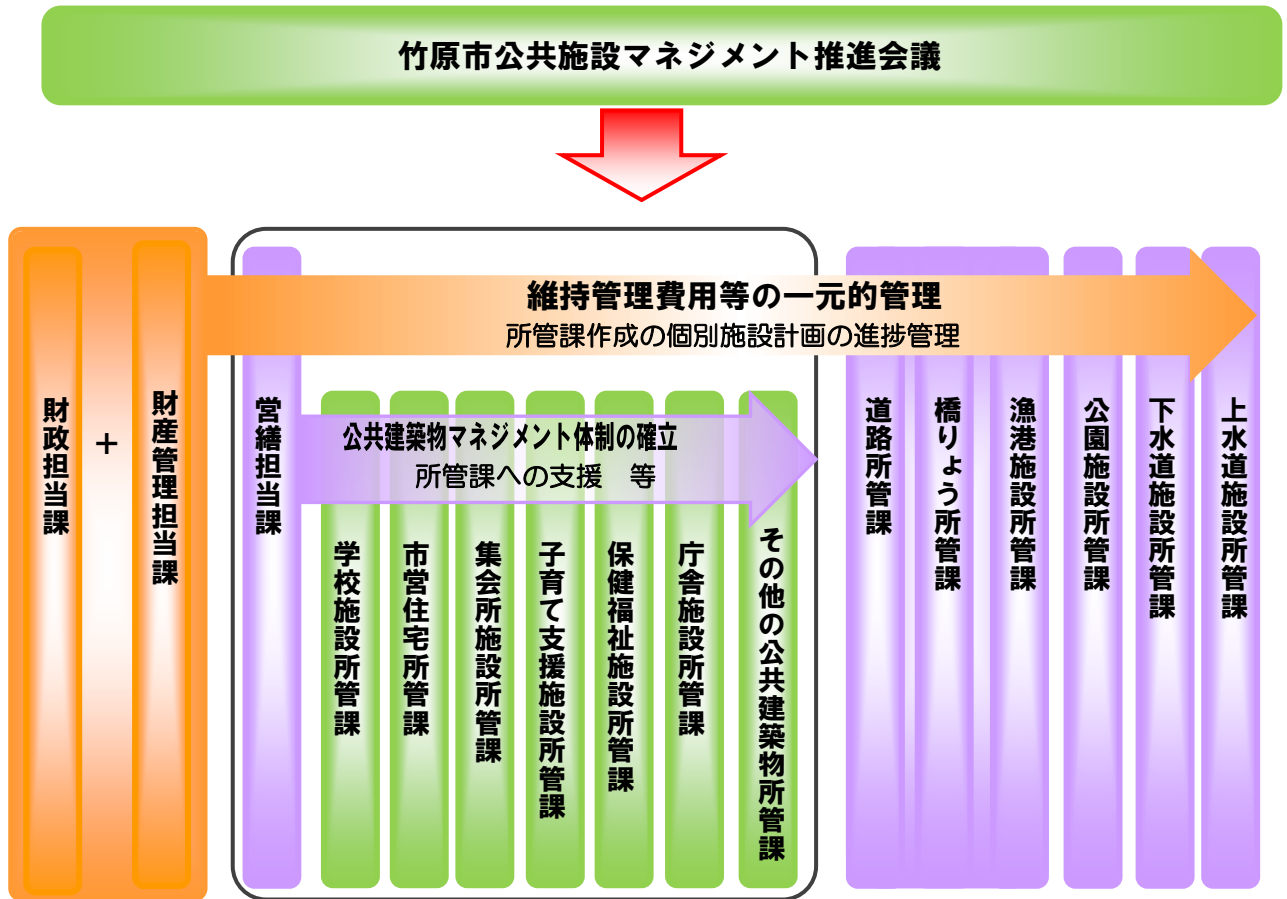 竹原市公共施設マネジメント推進会議
維持管理費用等の一元的管理
所管課作成の個別施設計画の進捗管理
財政担当課
＋
財産管理担当課
営繕担当課
公共建築物マネジメント体制の確立
所管課への支援　等
学校施設所管課
市営住宅所管課
集会所施設所管課
子育て支援施設所管課
保健福祉施設所管課
庁舎施設所管課
その他の公共建築物所管課
道路所管課
橋りょう所管課
漁港施設所管課
公園施設所管課
下水道施設所管課
上水道施設所管課